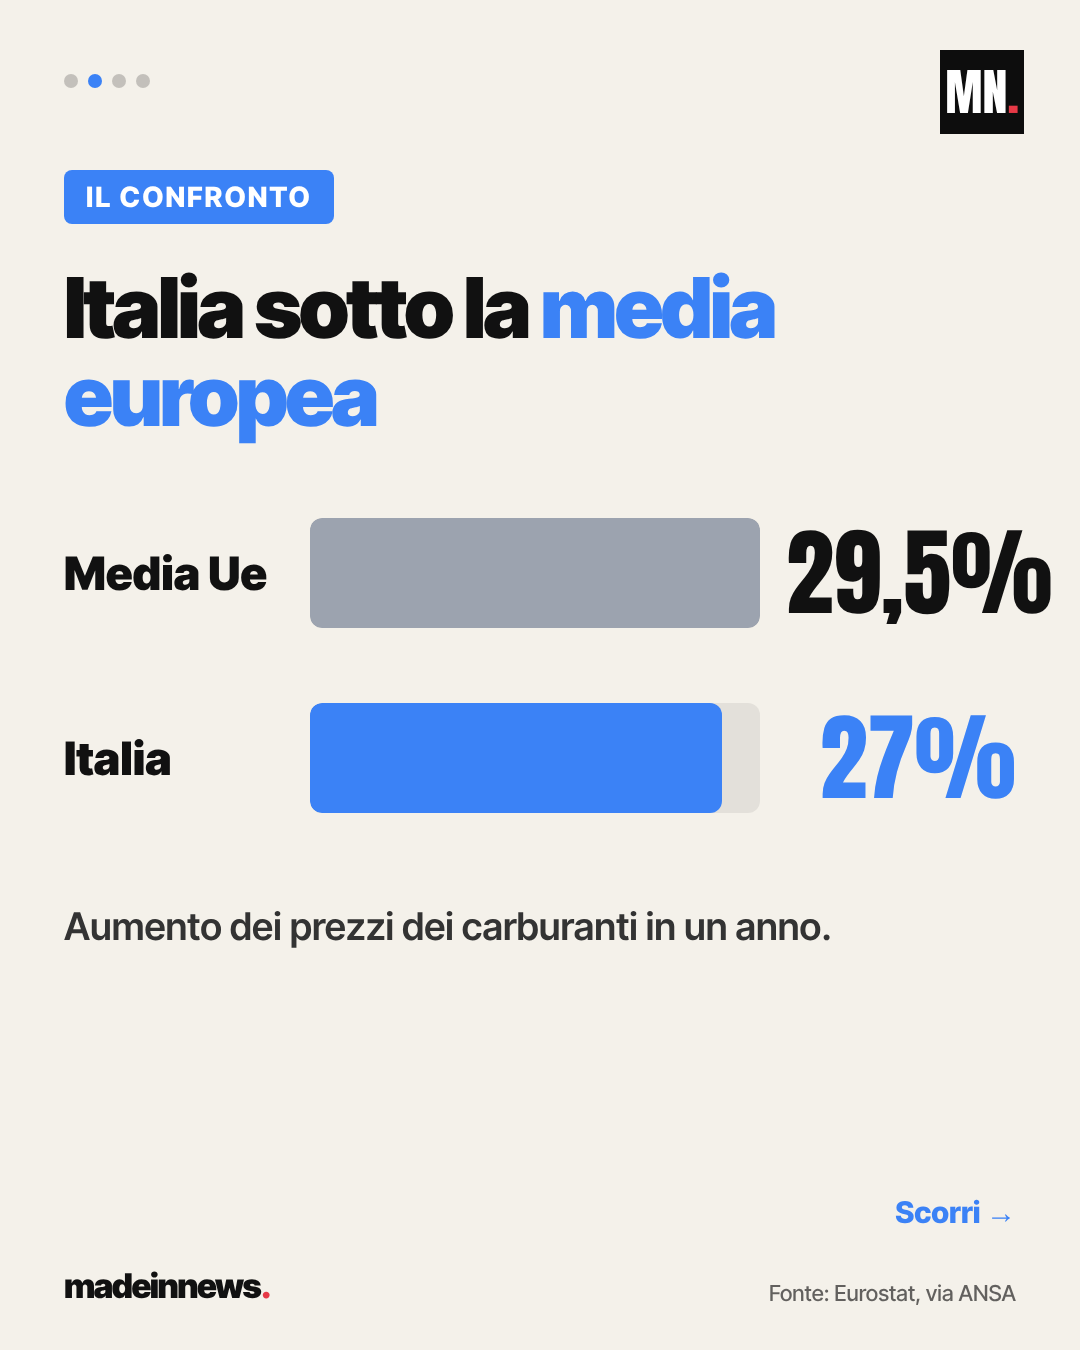 MN.
IL CONFRONTO
Italia sotto la media
europea
Media Ue 29,5%
Italia 27%
Aumento dei prezzi dei carburanti in un anno.
Scorri →
madeinnews.
Fonte: Eurostat, via ANSA